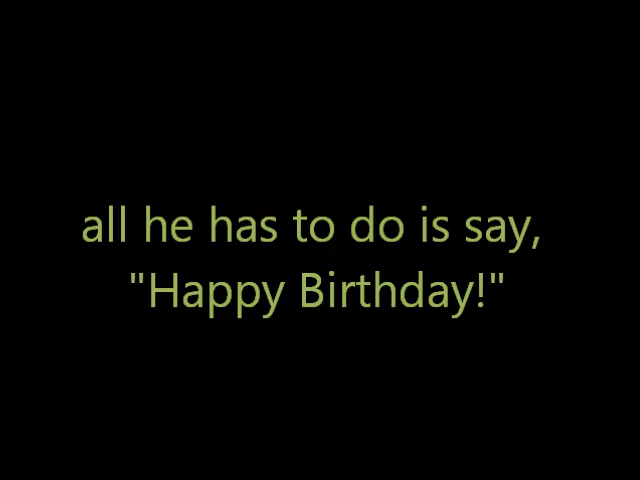 all he has to do is say,
"Happy Birthday!"